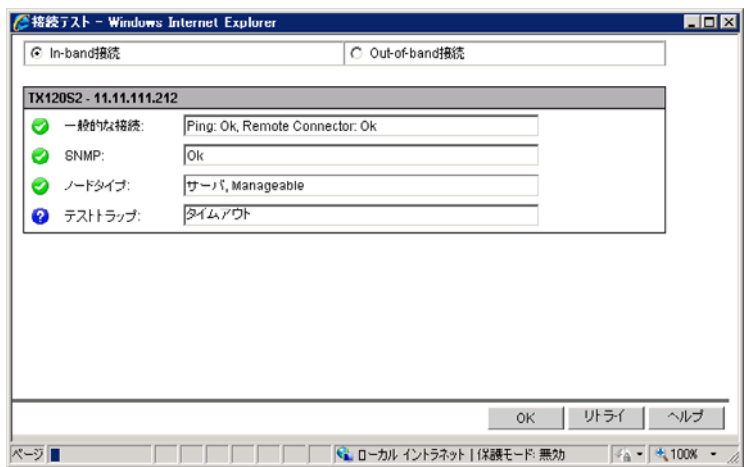 接続テスト - Windows Internet Explorer
In-band接続 Out-of-band接続
TX120S2 - 11.11.111.212
一般的な接続: Ping: Ok, Remote Connector: Ok
SNMP: Ok
ノードタイプ: サーバ, Manageable
テストトラップ: タイムアウト
OK リトライ ヘルプ
ページ ローカル イントラネット | 保護モード: 無効 100%